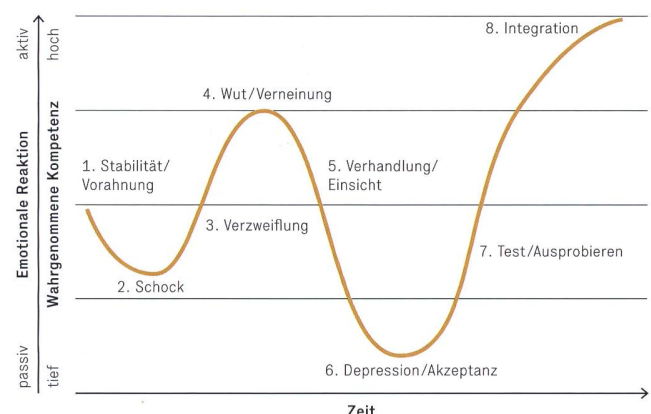 aktiv
hoch
8. Integration
4. Wut/Verneinung
Emotionale Reaktion
Wahrgenommene Kompetenz
1. Stabilität/
Vorahnung
5. Verhandlung/
Einsicht
3. Verzweiflung
7. Test/Ausprobieren
2. Schock
passiv
tief
6. Depression/Akzeptanz
Zeit